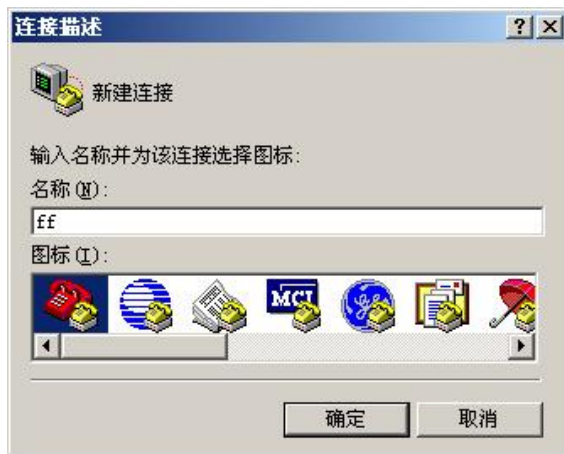 连接描述
新建连接
输入名称并为该连接选择图标:
名称(N):
ff
图标(I):
MCI
确定
取消